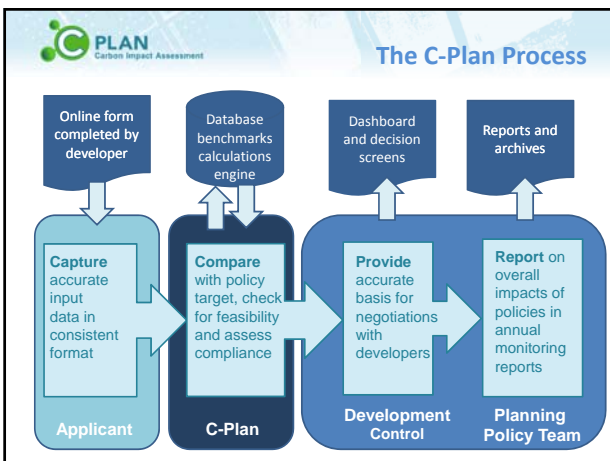 C PLAN
Carbon Impact Assessment
The C-Plan Process
Online form
completed by
developer
Database
benchmarks
calculations
engine
Dashboard
and decision
screens
Reports and
archives
Capture
accurate
input
data in
consistent
format
Compare
with policy
target, check
for feasibility
and assess
compliance
Provide
accurate
basis for
negotiations
with
developers
Report on
overall
impacts of
policies in
annual
monitoring
reports
Applicant
C-Plan
Development
Control
Planning
Policy Team